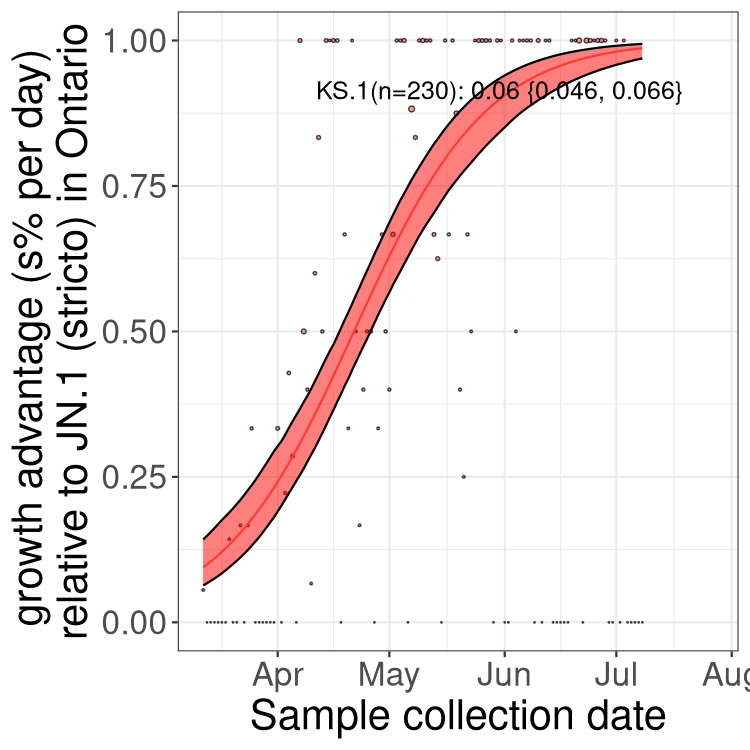 growth advantage (s% per day)
relative to JN.1 (stricto) in Ontario
1.00
0.75
0.50
0.25
0.00
KS.1(n=230): 0.06 {0.046, 0.066}
Apr May Jun Jul Aug
Sample collection date